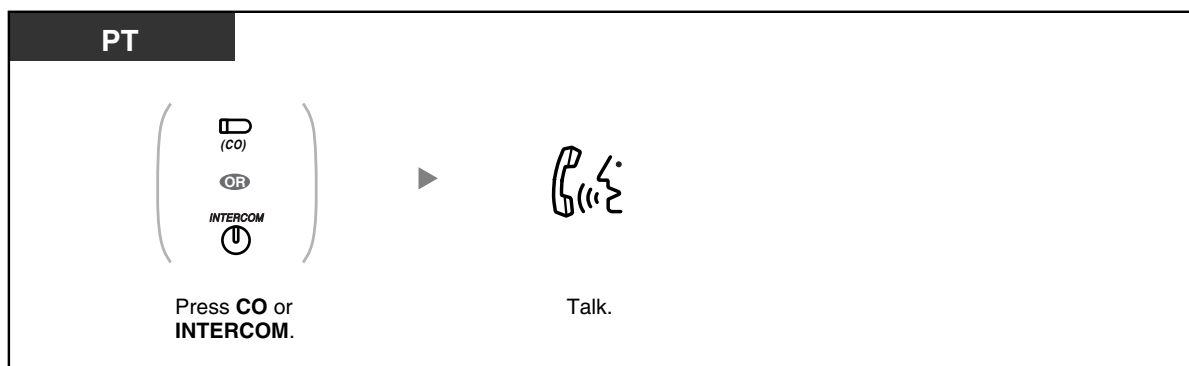 PT
(CO)
OR
INTERCOM
Press CO or
INTERCOM.
Talk.